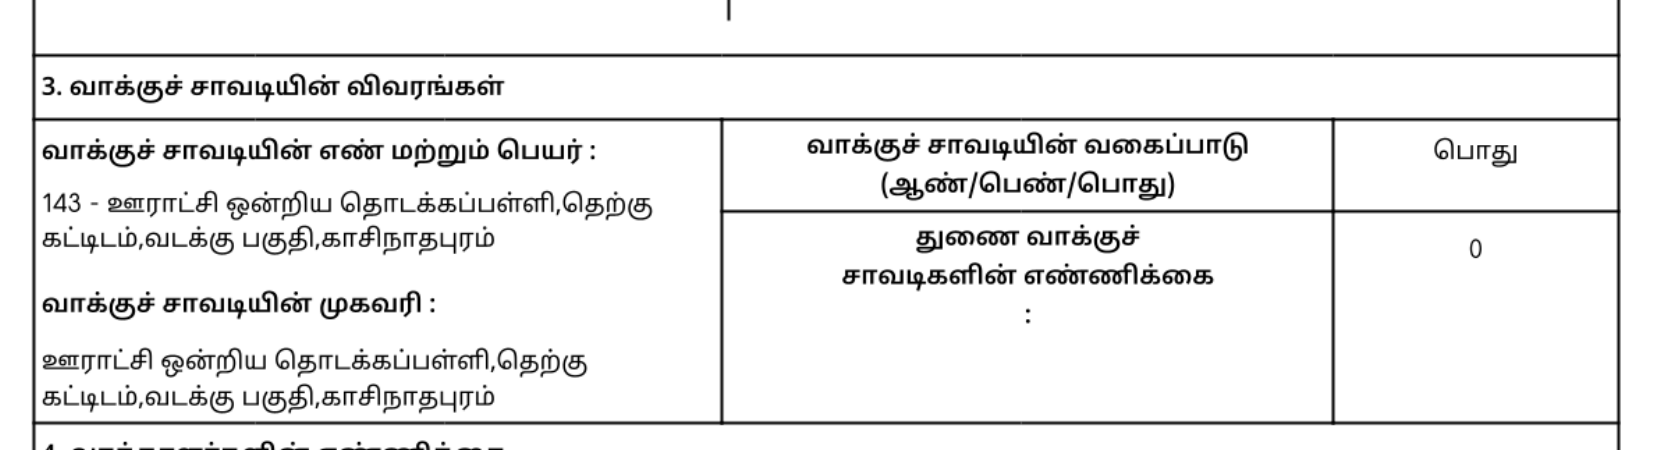 3. வாக்குச் சாவடியின் விவரங்கள்
வாக்குச் சாவடியின் எண் மற்றும் பெயர் :
143 - ஊராட்சி ஒன்றிய தொடக்கப்பள்ளி,தெற்கு
கட்டிடம்,வடக்கு பகுதி,காசிநாதபுரம்
வாக்குச் சாவடியின் முகவரி :
ஊராட்சி ஒன்றிய தொடக்கப்பள்ளி,தெற்கு
கட்டிடம்,வடக்கு பகுதி,காசிநாதபுரம்
வாக்குச் சாவடியின் வகைப்பாடு
(ஆண்/பெண்/பொது)
பொது
துணை வாக்குச்
சாவடிகளின் எண்ணிக்கை
:
0